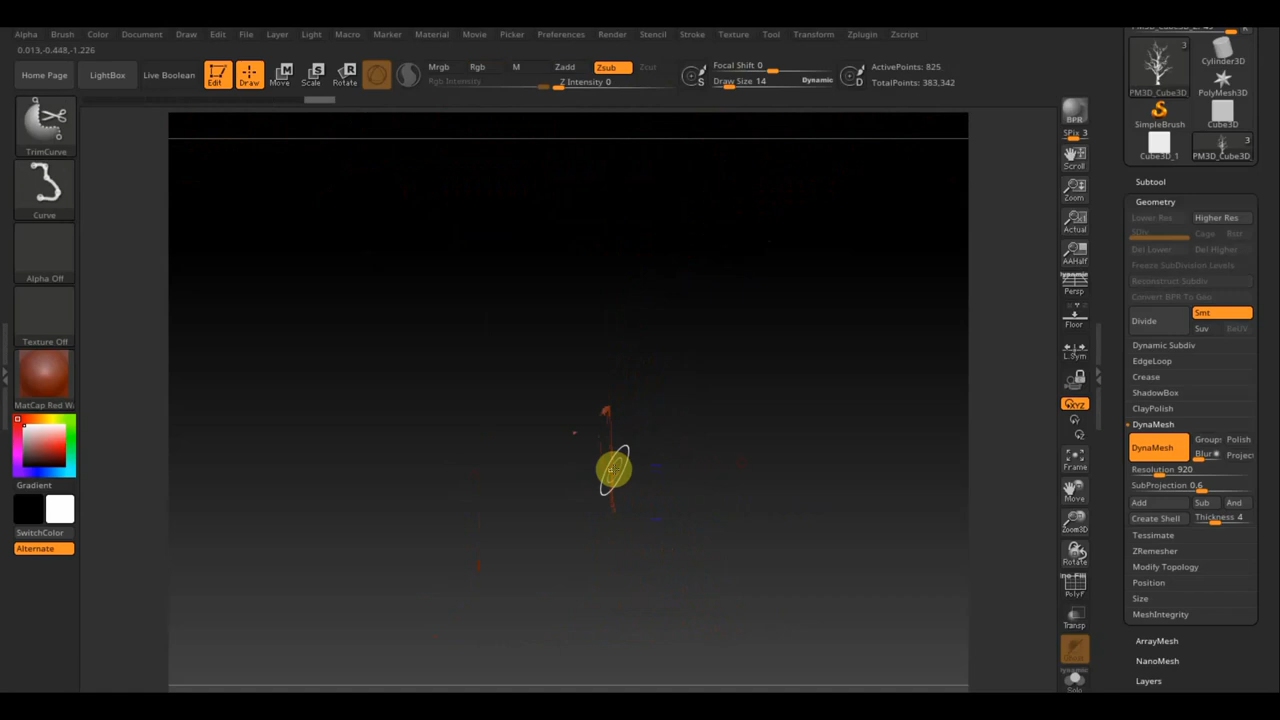 Alpha Brush Color Document Draw Edit File Layer Light Macro Marker Material Movie Picker Preferences Render Stencil Stroke Texture Tool Transform Zplugin Zscript
0.013,-0.448,-1.226
Home Page
LightBox
Live Boolean
Edit
Draw
Move
Scale
Rotate
Mrgb
Rgb
M
Zadd
Zsub
Zcut
Rgb Intensity
Z Intensity 0
S
Focal Shift 0
Draw Size 14
Dynamic
D
ActivePoints: 825
TotalPoints: 383,342
TrimCurve
Curve
Alpha Off
Texture Off
MatCap Red Wa
Gradient
SwitchColor
Alternate
BPR
SPix 3
Scroll
Zoom
Actual
AAHalf
Persp
Floor
L.Sym
XYZ
Frame
Move
Zoom3D
Rotate
PolyF
Transp
Solo
3
PM3D_Cube3D_
Cylinder3D
PolyMesh3D
SimpleBrush
Cube3D
Cube3D_1
3
PM3D_Cube3D_
Subtool
Geometry
Lower Res
Higher Res
SDiv
Cage
Rstr
Del Lower
Del Higher
Freeze SubDivision Levels
Reconstruct Subdiv
Convert BPR To Geo
Divide
Smt
Suv
ReUV
Dynamic Subdiv
EdgeLoop
Crease
ShadowBox
ClayPolish
DynaMesh
DynaMesh
Groups
Polish
Blur
Projec
Resolution 920
SubProjection 0.6
Add
Sub
And
Create Shell
Thickness 4
Tessimate
ZRemesher
Modify Topology
Position
Size
MeshIntegrity
ArrayMesh
NanoMesh
Layers